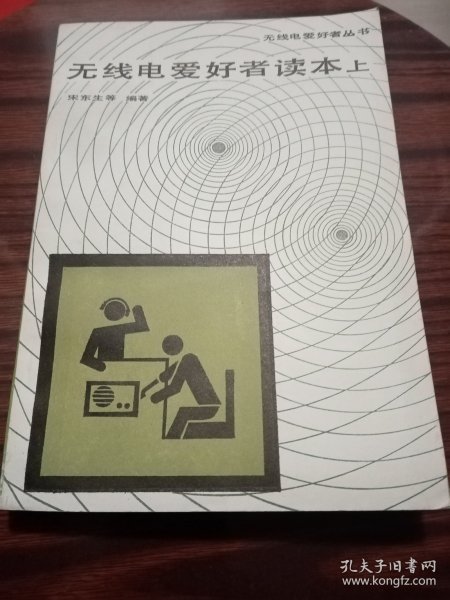 无线电爱好者丛书
无线电爱好者读本上
宋东生等 编著
孔夫子旧书网
www.kongfz.com